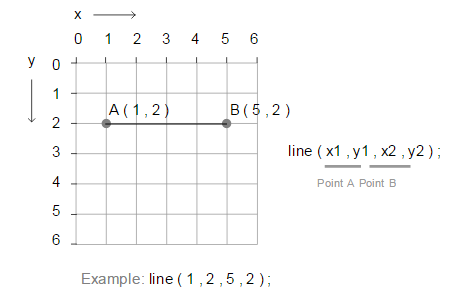 x
0 1 2 3 4 5 6
y
0
1
A ( 1 , 2 ) B ( 5 , 2 )
2
3
line ( x1 , y1 , x2 , y2 ) ;
4
Point A Point B
5
6
Example: line ( 1 , 2 , 5 , 2 ) ;